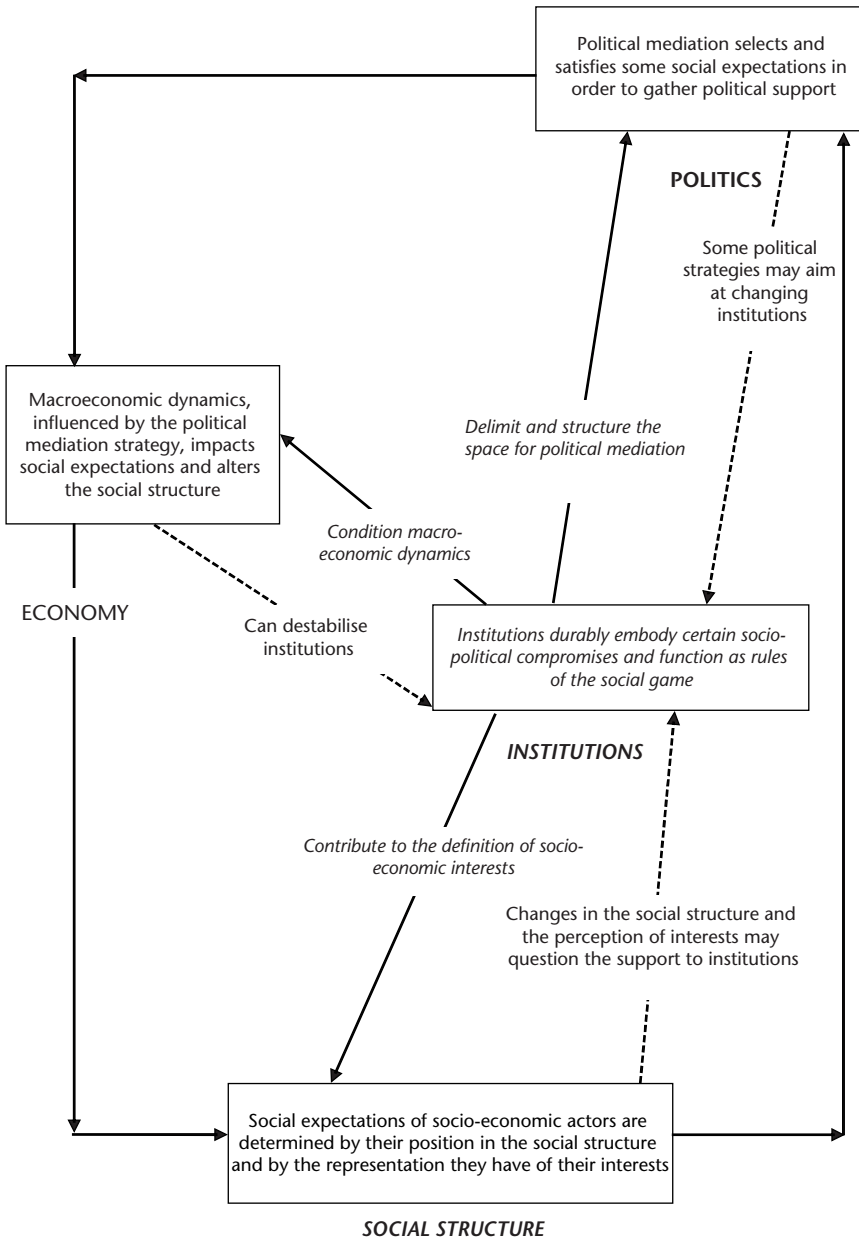 Political mediation selects and
satisfies some social expectations in
order to gather political support
POLITICS
Some political
strategies may aim
at changing
institutions
Macroeconomic dynamics,
influenced by the political
mediation strategy, impacts
social expectations and alters
the social structure
Delimit and structure the
space for political mediation
Condition macro-
economic dynamics
ECONOMY
Can destabilise
institutions
Institutions durably embody certain socio-
political compromises and function as rules
of the social game
INSTITUTIONS
Contribute to the definition of socio-
economic interests
Changes in the social structure and
the perception of interests may
question the support to institutions
Social expectations of socio-economic actors are
determined by their position in the social structure
and by the representation they have of their interests
SOCIAL STRUCTURE